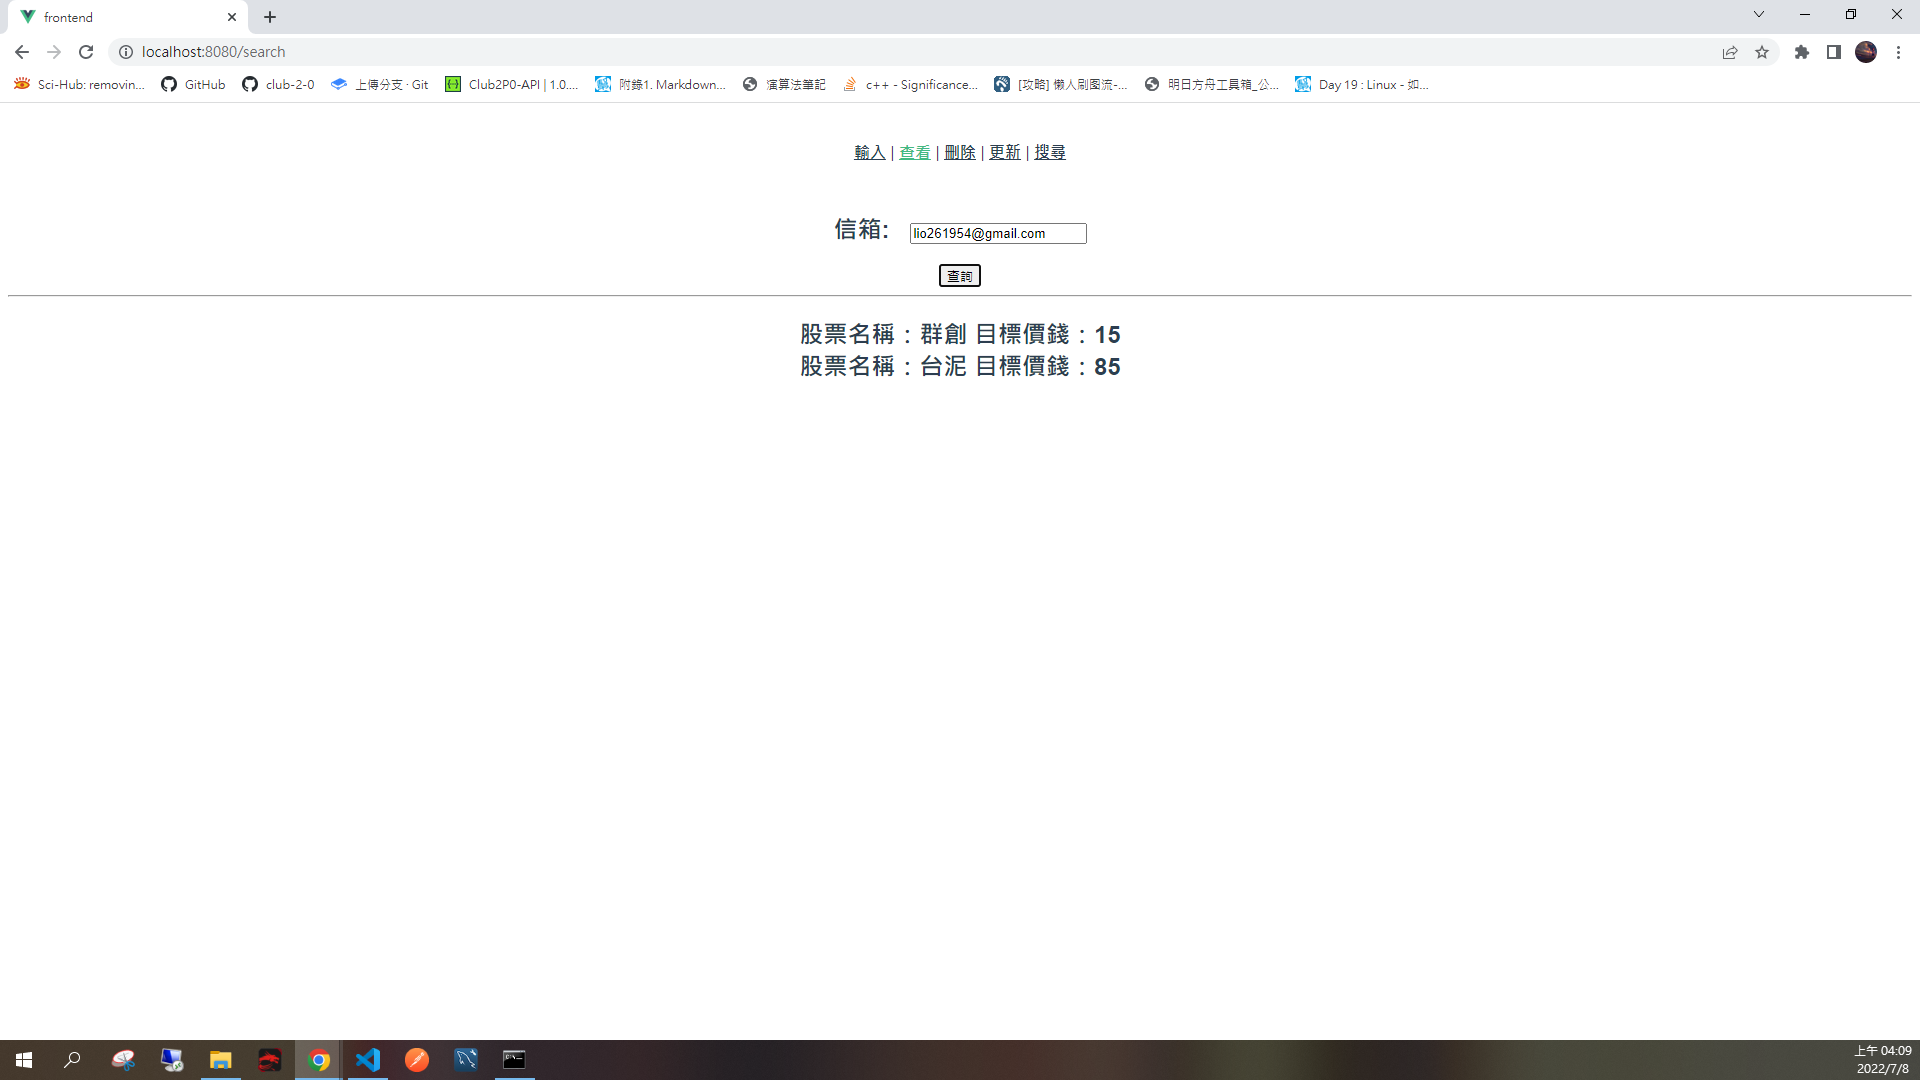 frontend
localhost:8080/search
Sci-Hub: removin...
GitHub
club-2-0
上傳分支 · Git
Club2P0-API | 1.0....
附錄1. Markdown...
演算法筆記
c++ - Significance...
[攻略] 懒人刷图流-...
明日方舟工具箱_公...
Day 19 : Linux - 如...
輸入 | 查看 | 刪除 | 更新 | 搜尋
信箱: lio261954@gmail.com
查詢
股票名稱：群創 目標價錢：15
股票名稱：台泥 目標價錢：85
上午 04:09
2022/7/8